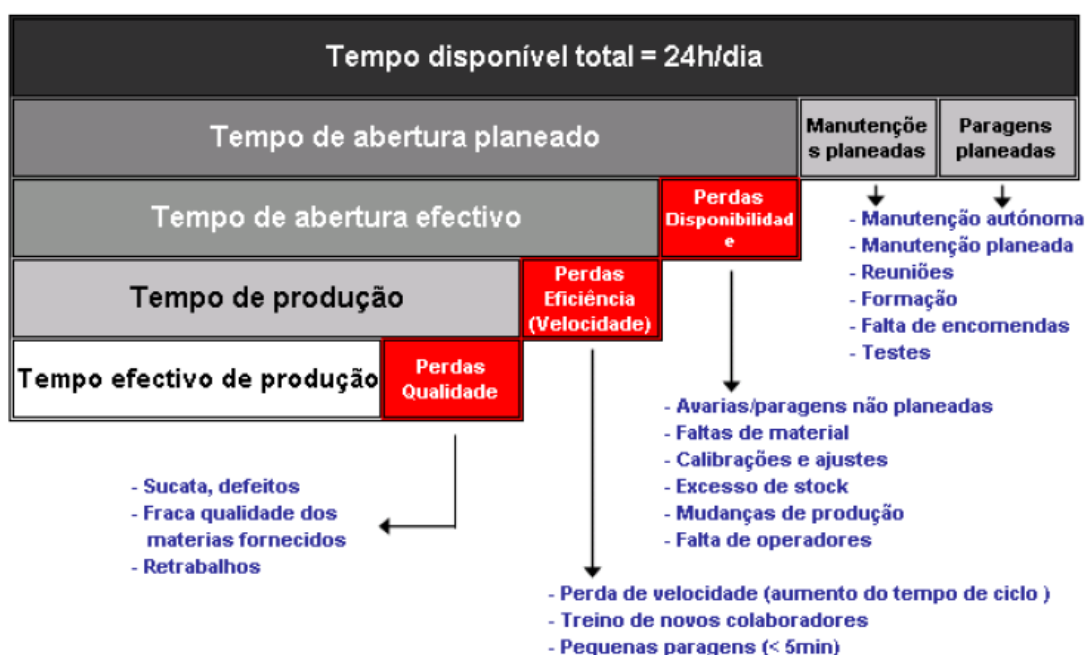 Tempo disponível total = 24h/dia
Tempo de abertura planeado
Manutençõe
s planeadas
Paragens
planeadas
Tempo de abertura efectivo
Perdas
Disponibilidad
e
- Manutenção autónoma
- Manutenção planeada
- Reuniões
- Formação
- Falta de encomendas
- Testes
Tempo de produção
Perdas
Eficiência
(Velocidade)
Tempo efectivo de produção
Perdas
Qualidade
- Avarias/paragens não planeadas
- Faltas de material
- Calibrações e ajustes
- Excesso de stock
- Mudanças de produção
- Falta de operadores
- Sucata, defeitos
- Fraca qualidade dos
materias fornecidos
- Retrabalhos
- Perda de velocidade (aumento do tempo de ciclo )
- Treino de novos colaboradores
- Pequenas paragens (< 5min)